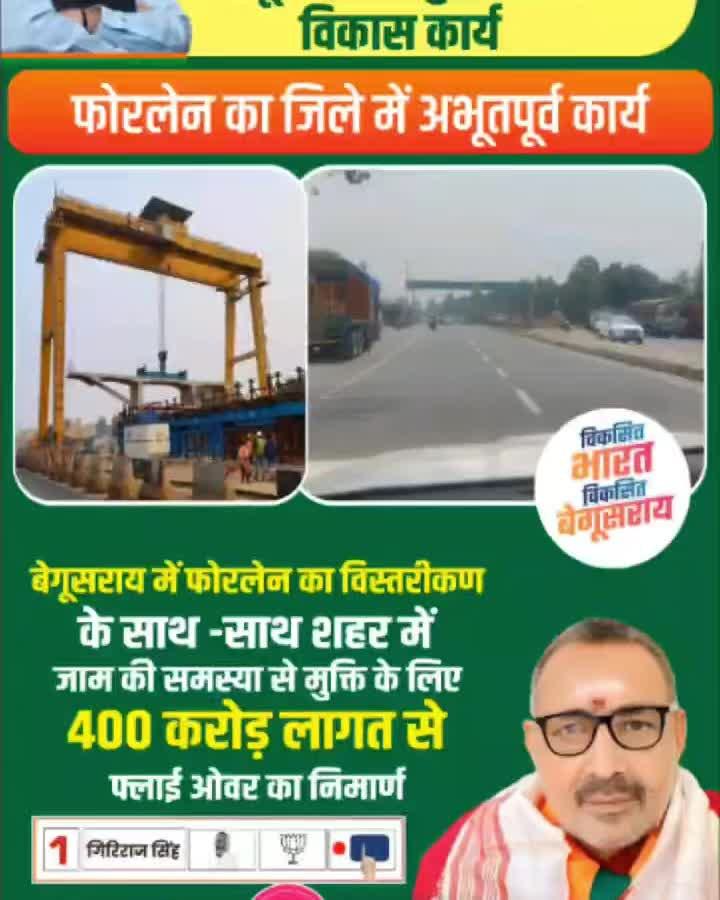 विकास कार्य
फोरलेन का जिले में अभूतपूर्व कार्य
विकसित
भारत
विकसित
बेगूसराय
बेगूसराय में फोरलेन का विस्तरीकण
के साथ -साथ शहर में
जाम की समस्या से मुक्ति के लिए
400 करोड़ लागत से
फ्लाई ओवर का निमार्ण
1 गिरिराज सिंह